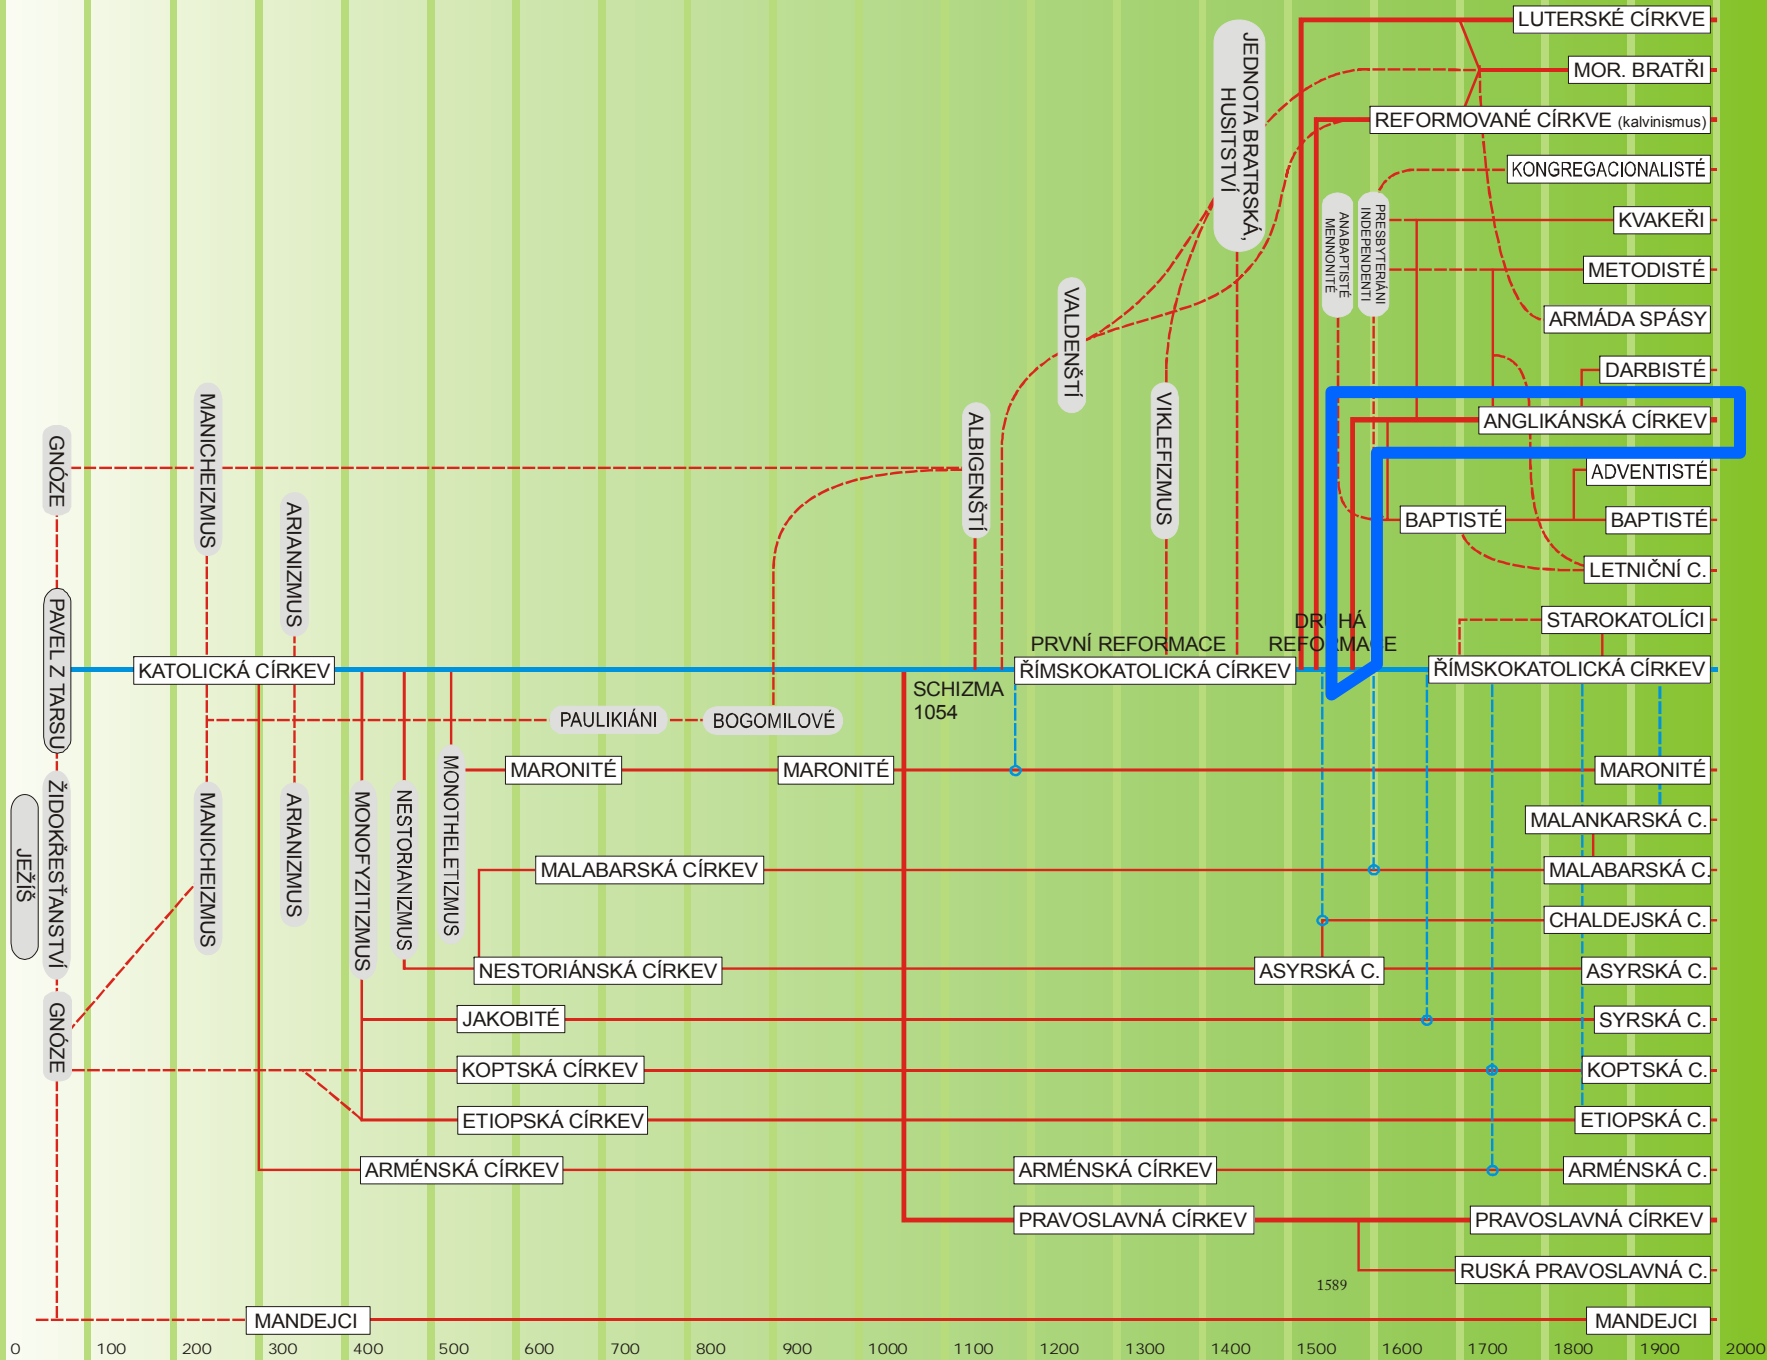 LUTERSKÉ CÍRKVE
MOR. BRATŘI
REFORMOVANÉ CÍRKVE (kalvinismus)
KONGREGACIONALISTÉ
KVAKEŘI
METODISTÉ
ARMÁDA SPÁSY
DARBISTÉ
ANGLIKÁNSKÁ CÍRKEV
ADVENTISTÉ
BAPTISTÉ
BAPTISTÉ
LETNIČNÍ C.
STAROKATOLÍCI
JEDNOTA BRATRSKÁ,
HUSITSTVÍ
ANABAPTISTÉ
MENNONITÉ
PRESBYTERIÁNI
INDEPENDENTI
VALDENŠTÍ
VIKLEFIZMUS
ALBIGENŠTÍ
MANICHEIZMUS
ARIANIZMUS
GNÓZE
PAVEL Z TARSU
ŽIDOKŘESŤANSTVÍ
JEŽÍŠ
GNÓZE
PRVNÍ REFORMACE
DRUHÁ
REFORMACE
KATOLICKÁ CÍRKEV
ŘÍMSKOKATOLICKÁ CÍRKEV
ŘÍMSKOKATOLICKÁ CÍRKEV
SCHIZMA
1054
PAULIKIÁNI
BOGOMILOVÉ
MANICHEIZMUS
ARIANIZMUS
MONOFYZITIZMUS
NESTORIANIZMUS
MONOTHELETIZMUS
MARONITÉ
MARONITÉ
MARONITÉ
MALANKARSKÁ C.
MALABARSKÁ CÍRKEV
MALABARSKÁ C.
CHALDEJSKÁ C.
NESTORIÁNSKÁ CÍRKEV
ASYRSKÁ C.
ASYRSKÁ C.
JAKOBITÉ
SYRSKÁ C.
KOPTSKÁ CÍRKEV
KOPTSKÁ C.
ETIOPSKÁ CÍRKEV
ETIOPSKÁ C.
ARMÉNSKÁ CÍRKEV
ARMÉNSKÁ CÍRKEV
ARMÉNSKÁ C.
PRAVOSLAVNÁ CÍRKEV
PRAVOSLAVNÁ CÍRKEV
RUSKÁ PRAVOSLAVNÁ C.
1589
MANDEJCI
MANDEJCI
0 100 200 300 400 500 600 700 800 900 1000 1100 1200 1300 1400 1500 1600 1700 1800 1900 2000